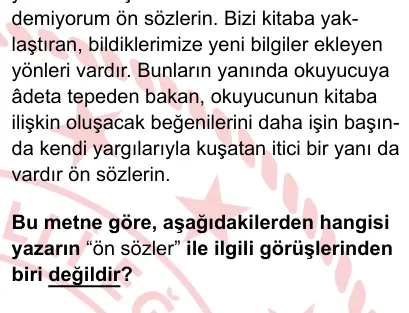 demiyorum ön sözlerin. Bizi kitaba yak-
laştıran, bildiklerimize yeni bilgiler ekleyen
yönleri vardır. Bunların yanında okuyucuya
âdeta tepeden bakan, okuyucunun kitaba
ilişkin oluşacak beğenilerini daha işin başın-
da kendi yargılarıyla kuşatan itici bir yanı da
vardır ön sözlerin.
Bu metne göre, aşağıdakilerden hangisi
yazarın “ön sözler” ile ilgili görüşlerinden
biri değildir?